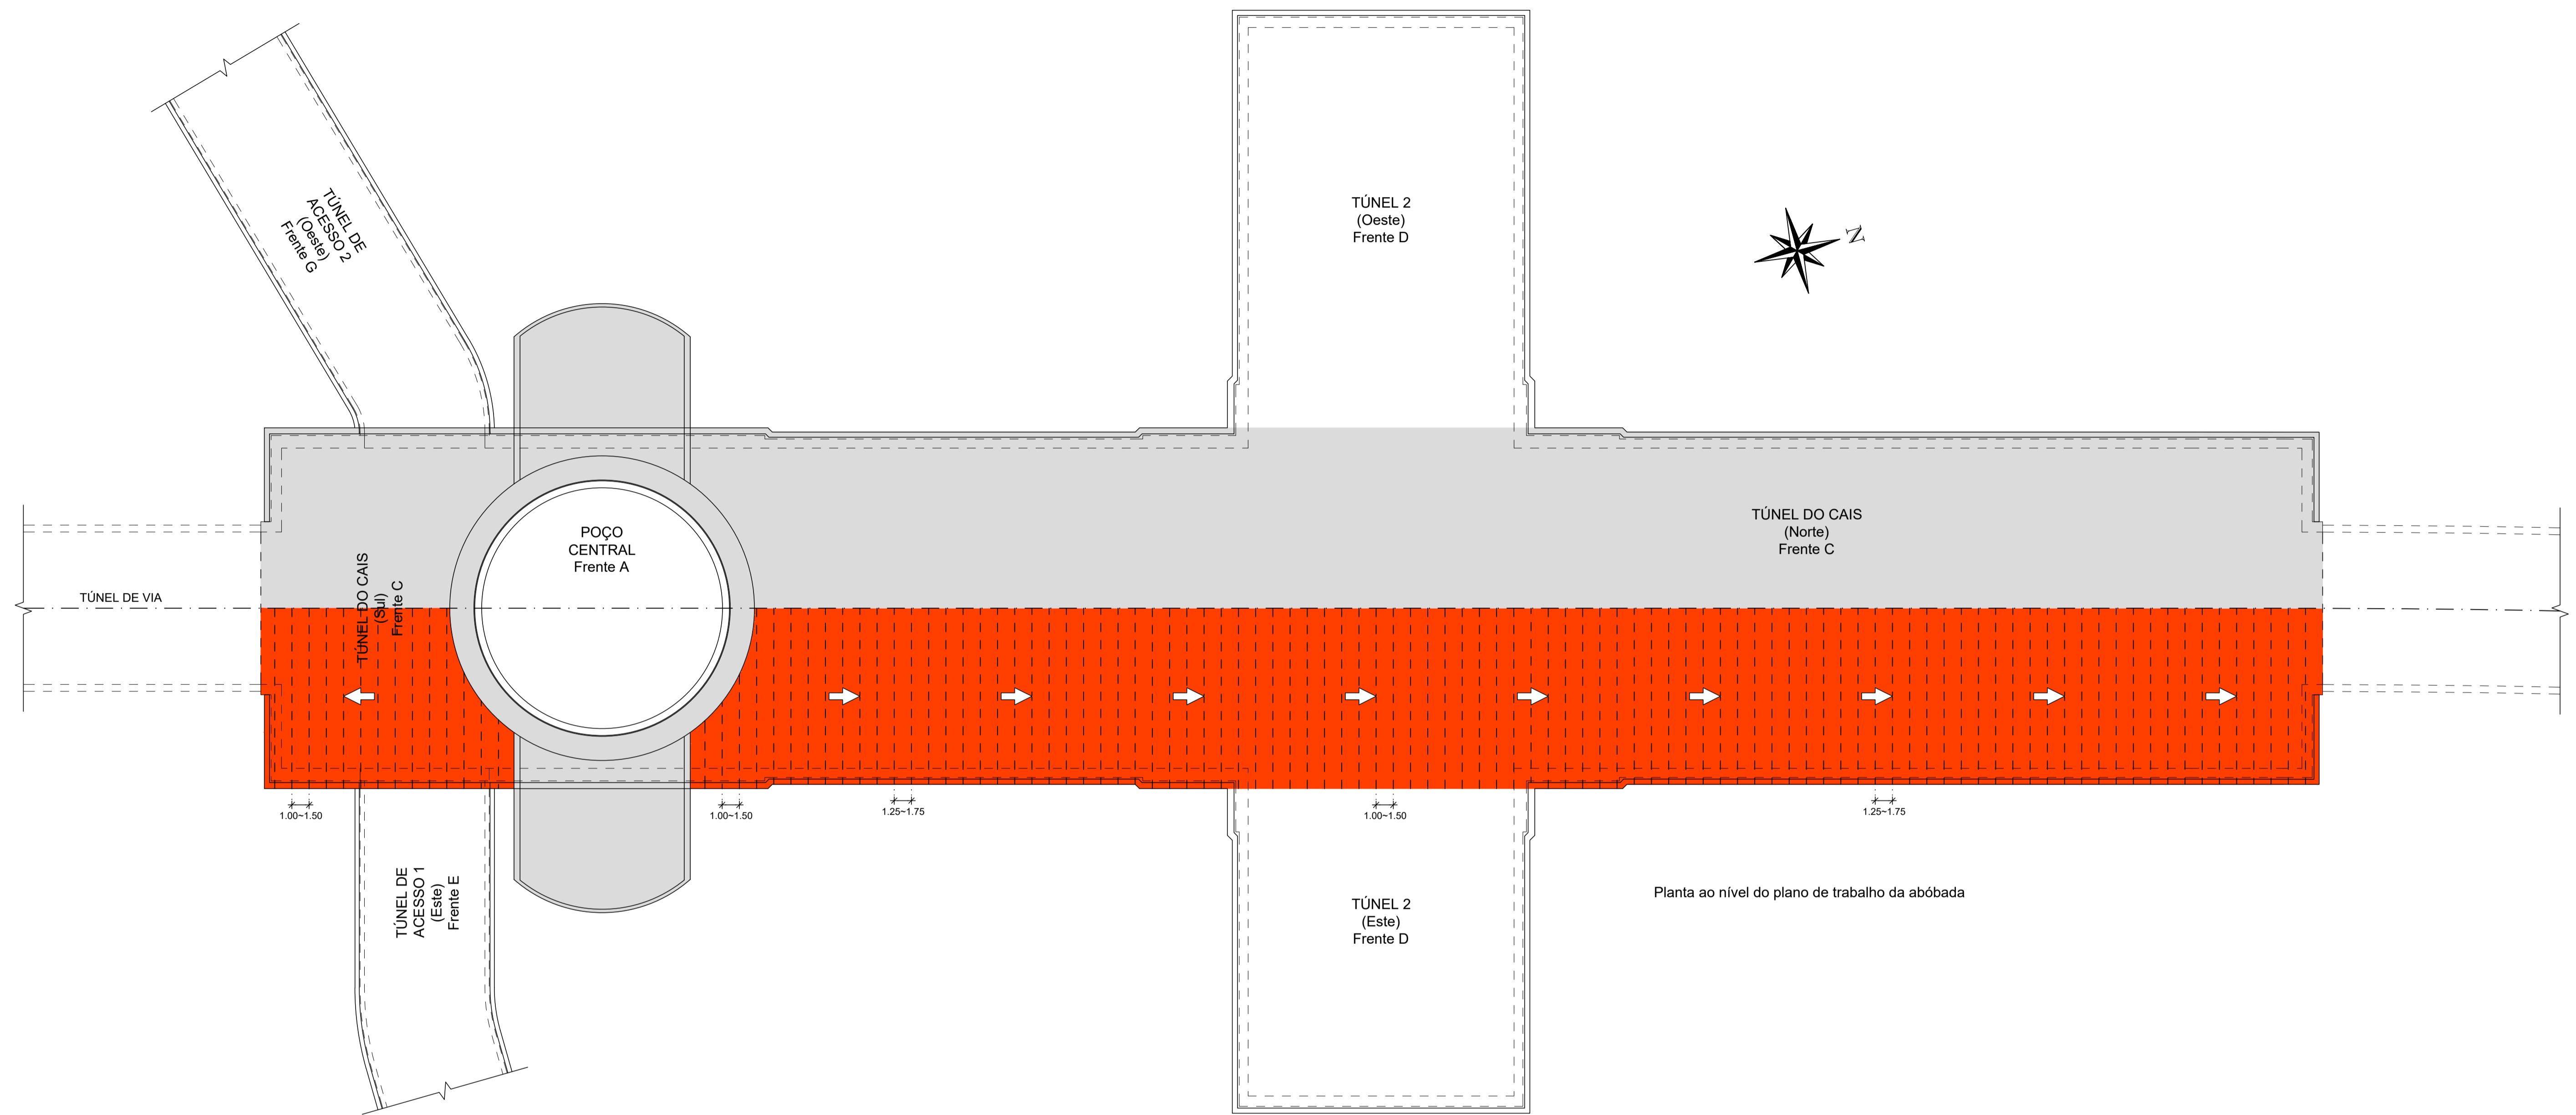 TÚNEL DE
ACESSO 2
(Oeste)
Frente G
TÚNEL 2
(Oeste)
Frente D
N
TÚNEL DO CAIS
(Norte)
Frente C
POÇO
CENTRAL
Frente A
TÚNEL DE VIA
TÚNEL DO CAIS
(Sul)
Frente C
1.00~1.50
1.00~1.50
1.25~1.75
1.00~1.50
1.25~1.75
TÚNEL DE
ACESSO 1
(Este)
Frente E
TÚNEL 2
(Este)
Frente D
Planta ao nível do plano de trabalho da abóbada